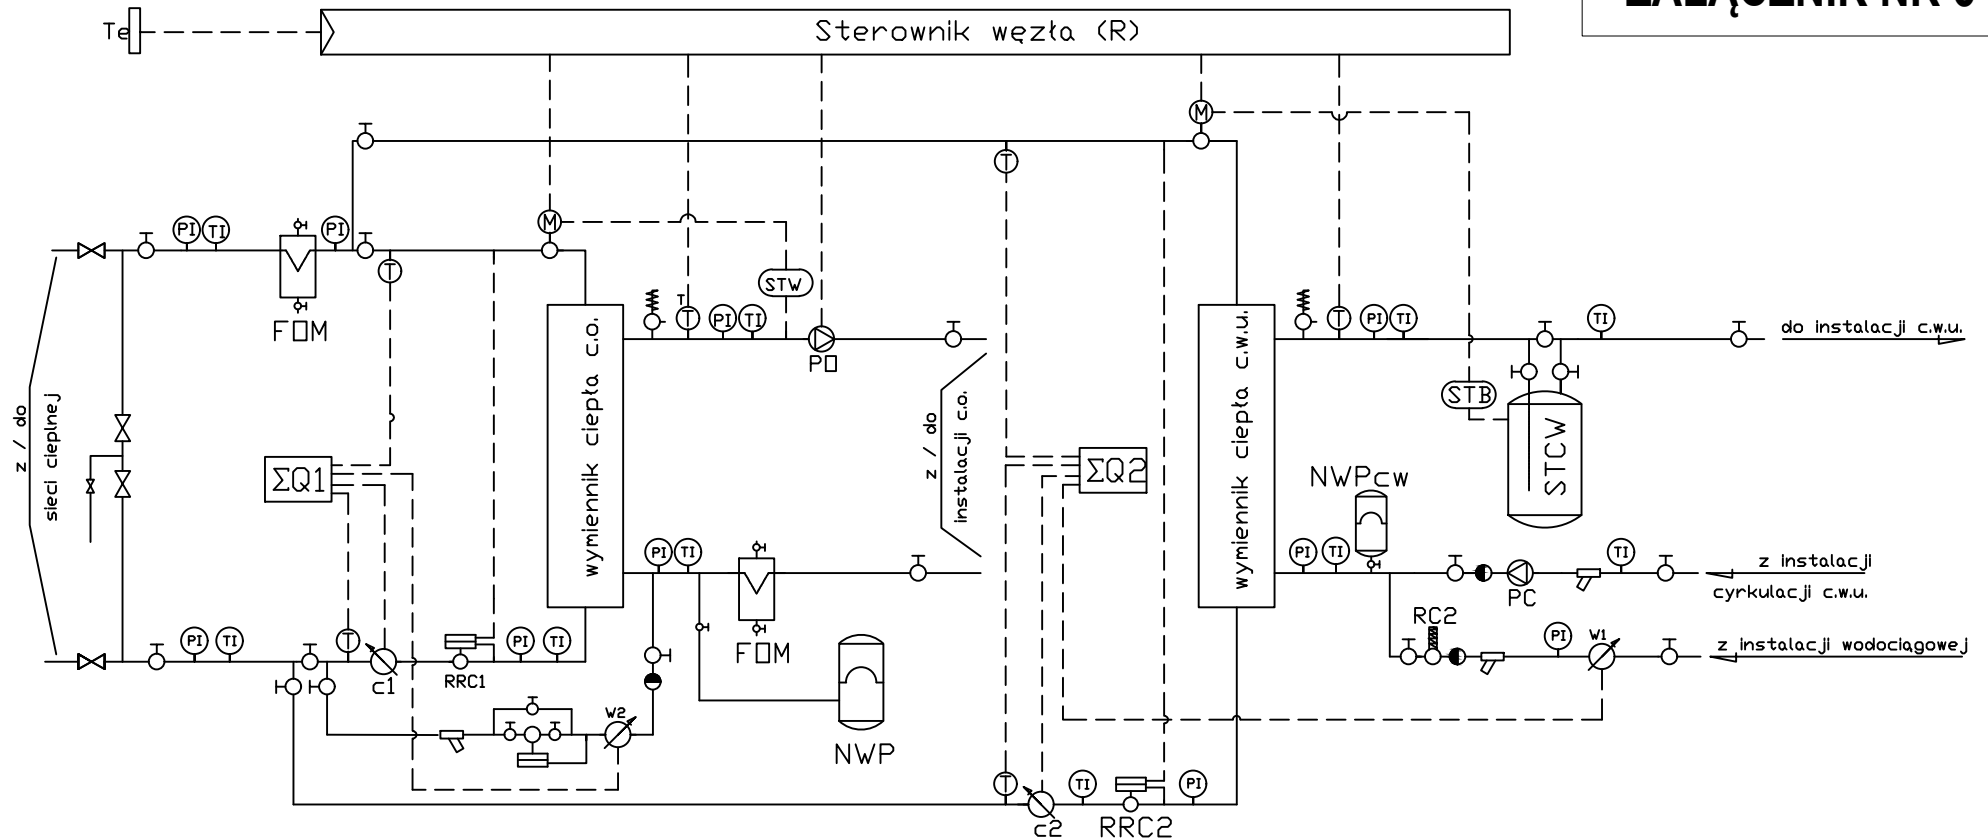 ZAŁĄCZNIK NR
Te
Sterownik węzła (R)
M
M
T
PI
TI
PI
M
T
STW
FOM
T
T
PI
TI
PO
T
PI
TI
TI
do instalacji c.w.u.
z / do
sieci cieplnej
ΣQ1
wymiennik ciepła c.o.
z / do
instalacji c.o.
ΣQ2
wymiennik ciepła c.w.u.
STB
STCW
NWPcw
PI
TI
PI
TI
TI
z instalacji
PC
cyrkulacji c.w.u.
RC2
PI
W1
z instalacji wodociągowej
PI
TI
T
c1
RRC1
PI
TI
FOM
W2
NWP
T
c2
TI
RRC2
PI